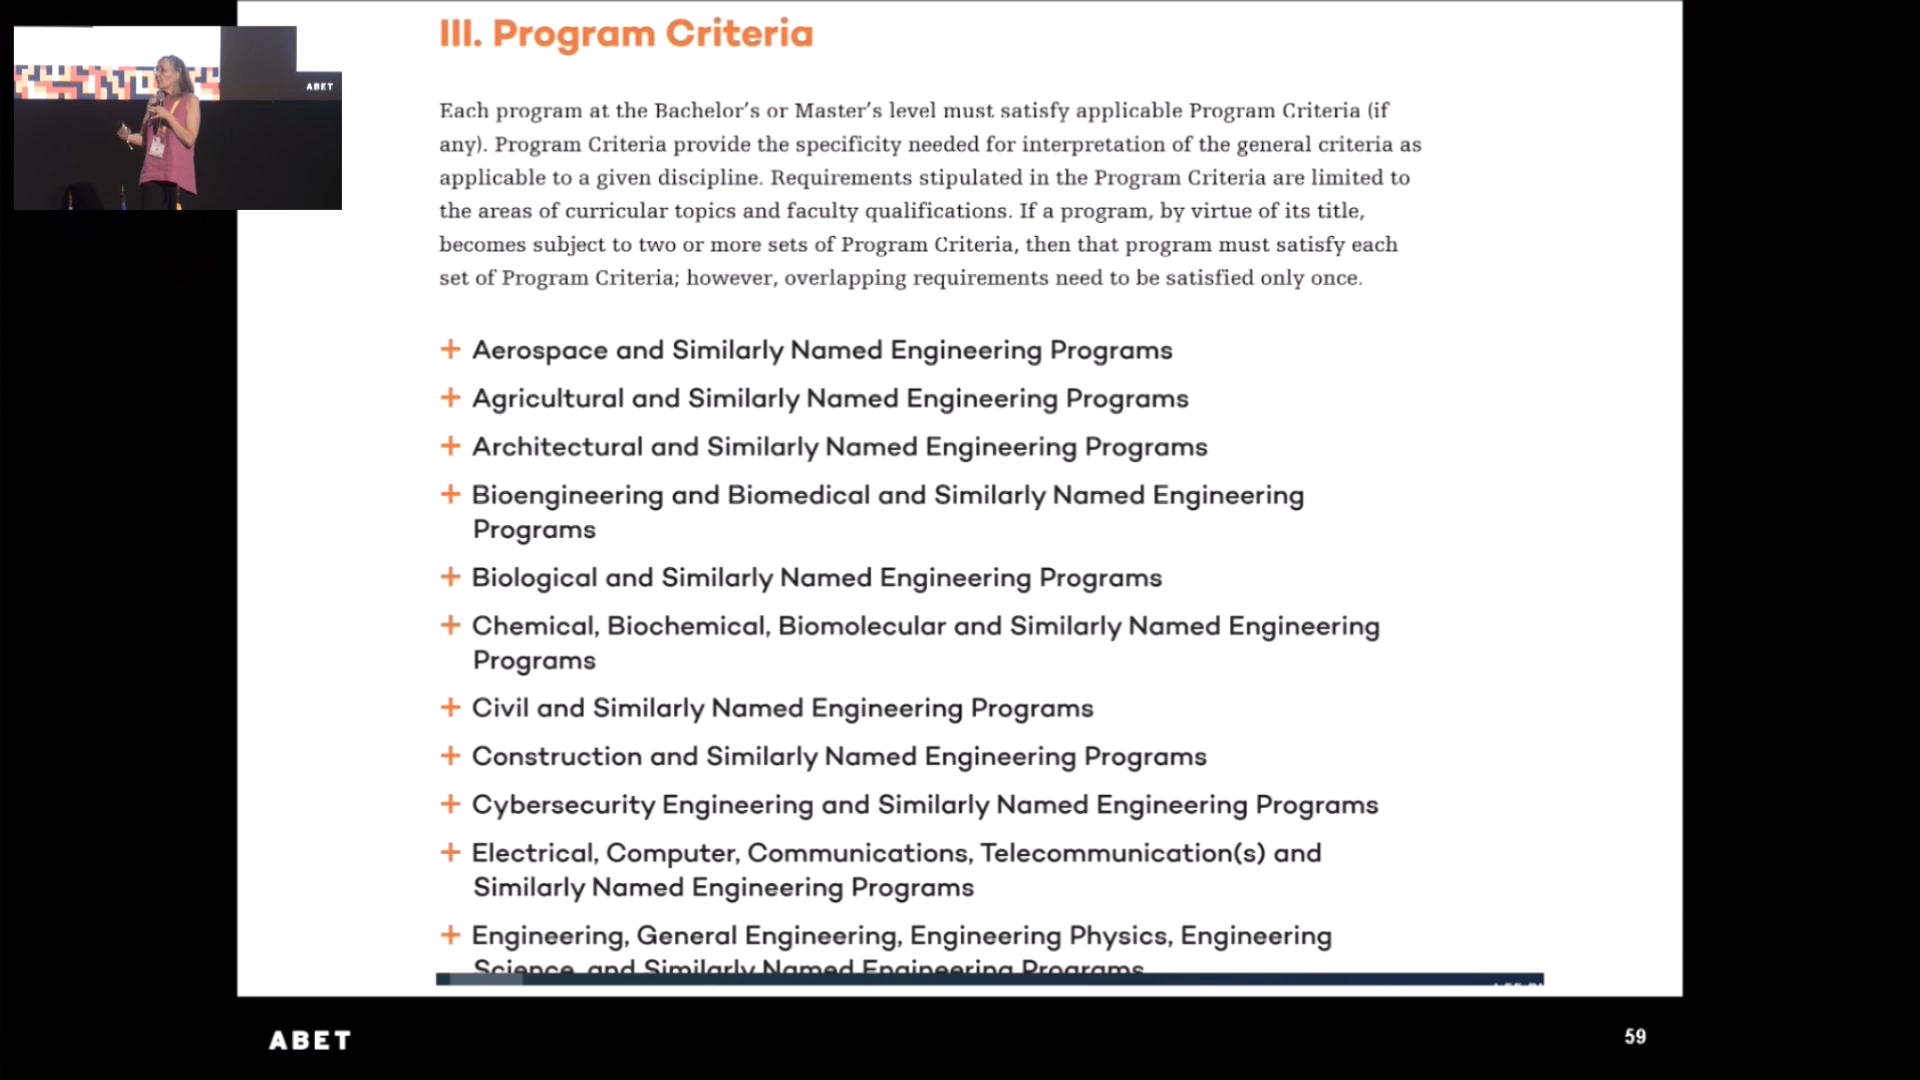 III. Program Criteria
ABET
Each program at the Bachelor's or Master's level must satisfy applicable Program Criteria (if
any). Program Criteria provide the specificity needed for interpretation of the general criteria as
applicable to a given discipline. Requirements stipulated in the Program Criteria are limited to
the areas of curricular topics and faculty qualifications. If a program, by virtue of its title,
becomes subject to two or more sets of Program Criteria, then that program must satisfy each
set of Program Criteria; however, overlapping requirements need to be satisfied only once.
+ Aerospace and Similarly Named Engineering Programs
+ Agricultural and Similarly Named Engineering Programs
+ Architectural and Similarly Named Engineering Programs
+ Bioengineering and Biomedical and Similarly Named Engineering
Programs
+ Biological and Similarly Named Engineering Programs
+ Chemical, Biochemical, Biomolecular and Similarly Named Engineering
Programs
+ Civil and Similarly Named Engineering Programs
+ Construction and Similarly Named Engineering Programs
+ Cybersecurity Engineering and Similarly Named Engineering Programs
+ Electrical, Computer, Communications, Telecommunication(s) and
Similarly Named Engineering Programs
+ Engineering, General Engineering, Engineering Physics, Engineering
Science, and Similarly Named Engineering Programs
ABET
59